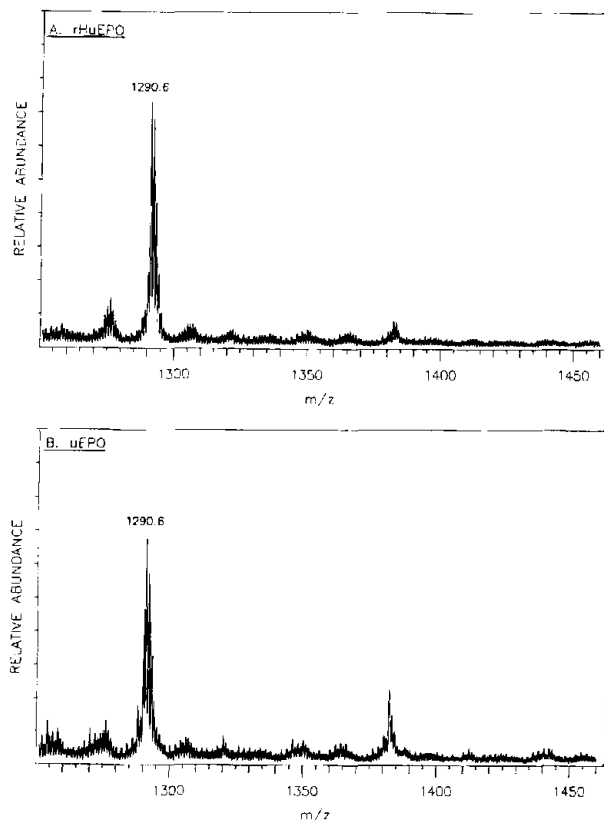 A. rHuEPO
1290.6
RELATIVE ABUNDANCE
1300
1350
1400
1450
m/z
B. uEPO
1290.6
RELATIVE ABUNDANCE
1300
1350
1400
1450
m/z